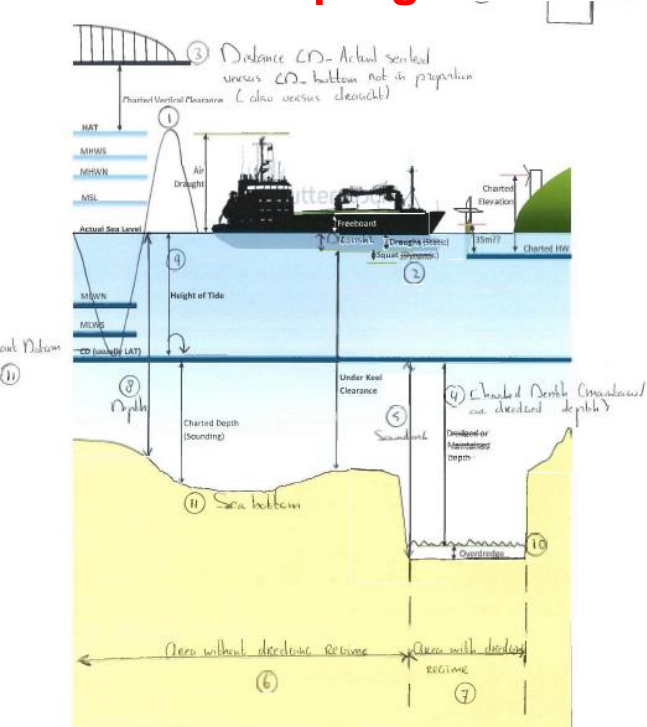 ③ Distance CD - Actual sealevel
versus CD - bottom not in proportion
(also versus draught)
Charted Vertical Clearance
①
HAT
MHWS
MHWN
MSL
Air
Draught
Freeboard
Charted
Elevation
Actual Sea Level
Draught
Draught (Static)
35m??
Squat (Dynamic)
Charted HW
②
⑨
MLWN
Height of Tide
MLWS
CD (usually LAT)
Datum
⑪
⑧
Depth
Under Keel
Clearance
④ Charted Depth (maintained
or dredged depth)
⑤
Charted Depth
(Sounding)
Dredged or
Maintained
Depth
⑪ Sea bottom
⑩
Overdredge
Area without dredging REGIME
Area with dredging
REGIME
⑥
⑦